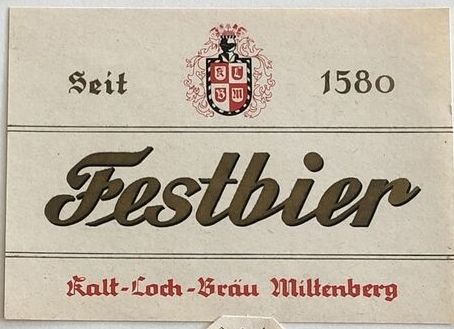 Seit 1580
K L
B M
Festbier
Kalt-Loch-Bräu Miltenberg